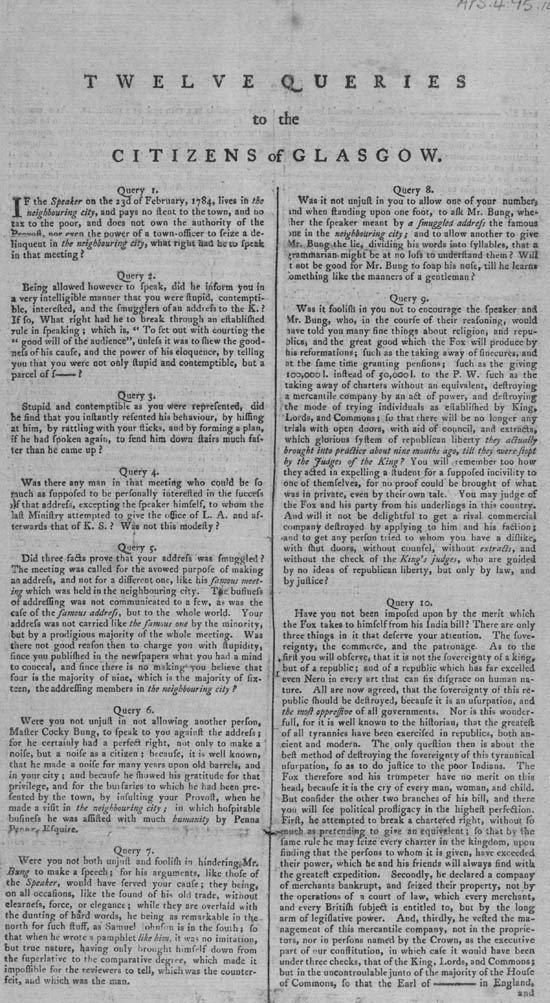 TWELVE QUERIES
to the
CITIZENS of GLASGOW.
Query 1.
IF the Speaker on the 23d of February, 1784, lives in the
neighbouring city, and pays no stent to the town, and no
tax to the poor, and does not own the authority of the
Provost, nor even the power of a town-officer to seize a de-
linquent in the neighbouring city, what right had he to speak
in that meeting?
Query 2.
Being allowed however to speak, did he inform you in
a very intelligible manner that you were stupid, contempti-
ble, interested, and the smugglers of an address to the K.?
If so, What right had he to break through an established
rule in speaking; which is, "To set out with courting the
"good will of the audience", unless it was to shew the good-
ness of his cause, and the power of his eloquence, by telling
you that you were not only stupid and contemptible, but a
parcel of s——?
Query 3.
Stupid and contemptible as you were represented, did
he find that you instantly resented his behaviour, by hissing
at him, by rattling with your sticks, and by forming a plan,
if he had spoken again, to send him down stairs much fas-
ter than he came up?
Query 4.
Was there any man in that meeting who could be so
much as supposed to be personally interested in the success
of that address, excepting the Speaker himself, to whom the
last Ministry attempted to give the office of L. A. and af-
terwards that of K. S.? Was not this modesty?
Query 5.
Did three facts prove that your address was smuggled?
The meeting was called for the avowed purpose of making
an address, and not for a different one, like his famous meet-
ing which was held in the neighbouring city. The business
of addressing was not communicated to a few, as was the
case of the famous address, but to the whole world. Your
address was not carried like the famous one by the minority,
but by a prodigious majority of the whole meeting. Was
there not good reason then to charge you with stupidity,
since you published in the newspapers what you had a mind
to conceal, and since there is no making you believe that
four is the majority of nine, which is the majority of six-
teen, the addressing members in the neighbouring city?
Query 6.
Were you not unjust in not allowing another person,
Master Cocky Bung, to speak to you against the address;
for he certainly had a perfect right, not only to make a
noise, but a noise as a citizen; because, it is well known,
that he made a noise for many years upon old barrels, and
in your city; and because he showed his gratitude for that
privilege, and for the bursaries to which he had been pre-
sented by the town, by insulting your Provost, when he
made a visit in the neighbouring city; in which hospitable
business he was assisted with much humanity by Penna
Pennæ, Esquire.
Query 7.
Were you not both unjust and foolish in hindering Mr.
Bung to make a speech; for his arguments, like those of
the Speaker, would have served your cause; they being,
on all occasions, like the sound of his old trade, without
clearness, force, or elegance; while they are overlaid with
the dunting of hard words, he being as remarkable in the
north for such stuff, as Samuel Johnson is in the south; so
that when he wrote a pamphlet like him, it was no imitation,
but true nature, having only brought himself down from
the superlative to the comparative degree, which made it
impossible for the reviewers to tell, which was the counter-
feit, and which was the man.
Query 8.
Was it not unjust in you to allow one of your number,
and when standing upon one foot, to ask Mr. Bung, whe-
ther the speaker meant by a smuggled address the famous
one in the neighbouring city; and to allow another to give
Mr. Bung the lie, dividing his words into syllables, that a
grammarian might be at no loss to understand them? Will
it not be good for Mr. Bung to soap his nose, till he learns
something like the manners of a gentleman?
Query 9.
Was it foolish in you not to encourage the speaker and
Mr. Bung, who, in the course of their reasoning, would
have told you many fine things about religion, and repu-
blics, and the great good which the Fox will produce by
his reformations; such as the taking away of sinecures, and
at the same time granting pensions; such as the giving
100,000 l. instead of 50,000 l. to the P. W. such as the
taking away of charters without an equivalent, destroying
a mercantile company by an act of power, and destroying
the mode of trying individuals as established by King,
Lords, and Commons; so that there will be no longer any
trials with open doors, with aid of council, and extracts,
which glorious system of republican liberty they actually
brought into practice about nine months ago, till they were stopt
by the Judges of the King? You will remember too how
they acted in expelling a student for a supposed incivility to
one of themselves, for no proof could be brought of what
was in private, even by their own tale. You may judge of
the Fox and his party from his underlings in this country.
And will it not be delightful to get a rival commercial
company destroyed by applying to him and his faction;
and to get any person tried to whom you have a dislike,
with shut doors, without counsel, without extracts, and
without the check of the King's judges, who are guided
by no ideas of republican liberty, but only by law, and
by justice?
Query 10.
Have you not been imposed upon by the merit which
the Fox takes to himself from his India bill? There are only
three things in it that deserve your attention. The sove-
reignty, the commerce, and the patronage. As to the
first you will observe, that it is not the sovereignty of a king,
but of a republic; and of a republic which has far excelled
even Nero in every art that can fix disgrace on human na-
ture. All are now agreed, that the sovereignty of this re-
public should be destroyed, because it is an usurpation, and
the most oppressive of all governments. Nor is this wonder-
full, for it is well known to the historian, that the greatest
of all tyrannies have been exercised in republics, both an-
cient and modern. The only question then is about the
best method of destroying the sovereignty of this tyrannical
usurpation, so as to do justice to the poor Indians. The
Fox therefore and his trumpeter have no merit on this
head, because it is the cry of every man, woman, and child.
But consider the other two branches of his bill, and there
you will see political profligacy in the highest perfection.
First, he attempted to break a chartered right, without so
much as pretending to give an equivalent; so that by the
same rule he may seize every charter in the kingdom, upon
finding that the persons to whom it is given, have exceeded
their power, which he and his friends will always find with
the greatest expedition. Secondly, he declared a company
of merchants bankrupt, and seized their property, not by
the operations of a court of law, which every merchant,
and every British subject is entitled to, but by the long
arm of legislative power. And, thirdly, he vested the ma-
nagement of this mercantile company, not in the proprie-
tors, nor in persons named by the Crown, as the executive
part of our constitution, in which case it would have been
under three checks, that of the King, Lords, and Commons;
but in the uncontroulable junto of the majority of the House
of Commons, so that the Earl of ——— in England,
and